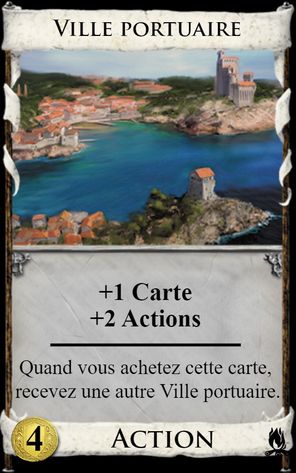 Ville portuaire
+1 Carte
+2 Actions
Quand vous achetez cette carte,
recevez une autre Ville portuaire.
4
Action